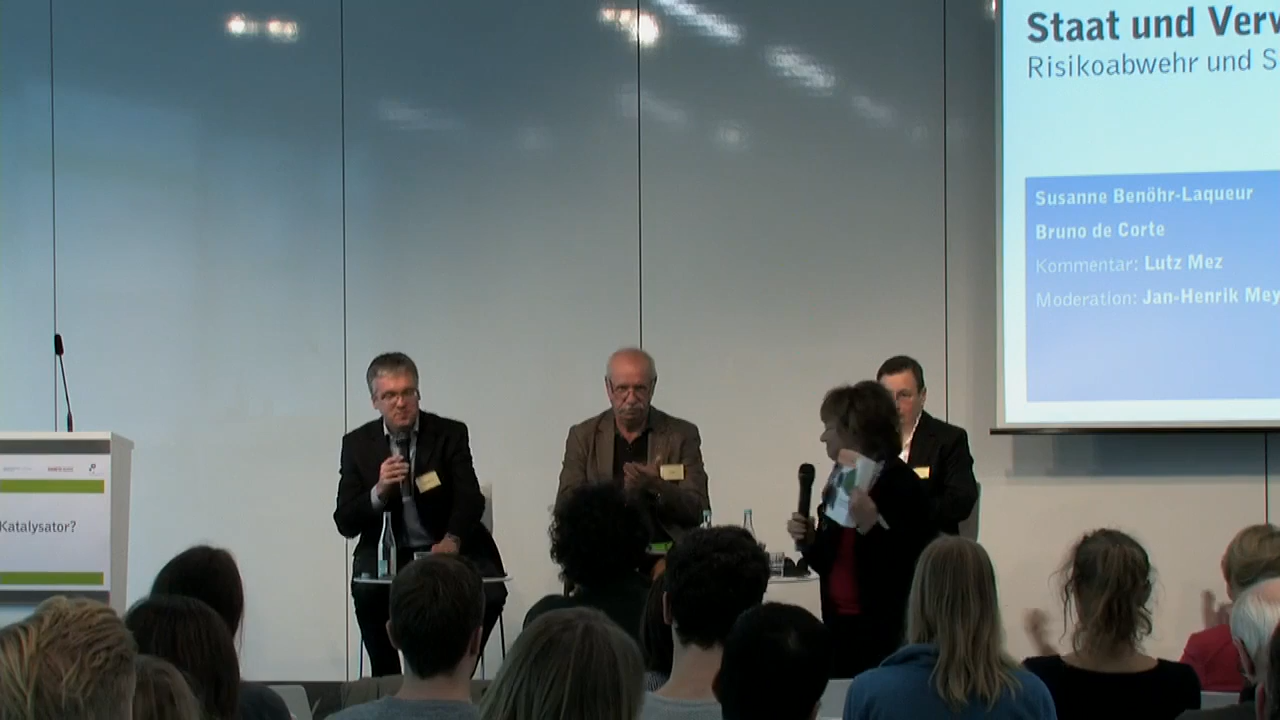 Staat und Verw
Risikoabwehr und S
Susanne Benöhr-Laqueur
Bruno de Corte
Kommentar: Lutz Mez
Moderation: Jan-Henrik Mey
Katalysator?